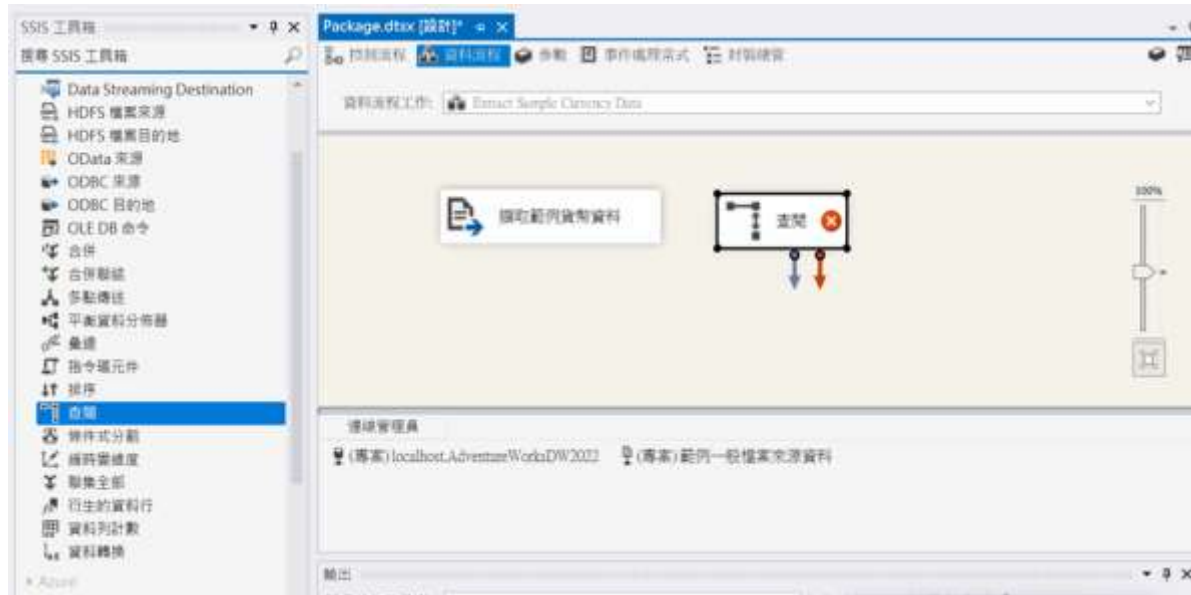 SSIS 工具箱
搜尋 SSIS 工具箱
Data Streaming Destination
HDFS 檔案來源
HDFS 檔案目的地
OData 來源
ODBC 來源
ODBC 目的地
OLE DB 命令
合併
合併聯結
多點傳送
平衡資料分佈器
彙總
指令碼元件
排序
查閱
條件式分割
緩時變維度
聯集全部
衍生的資料行
資料列計數
資料轉換
Azure
Package.dtsx [設計]*
控制流程 資料流程 參數 事件處理常式 封裝總管
資料流程工作: Extract Sample Currency Data
擷取範例貨幣資料
查閱
100%
連線管理員
(專案) localhost.AdventureWorksDW2022 (專案) 範例一般檔案來源資料
輸出